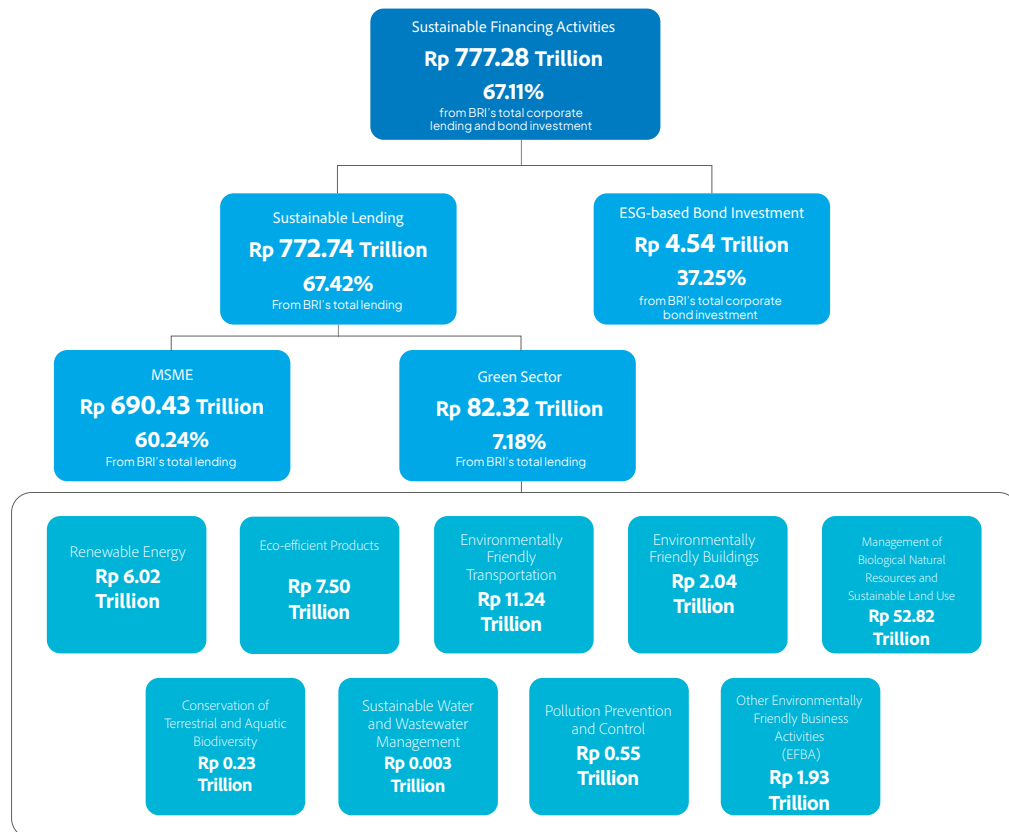 Sustainable Financing Activities
Rp 777.28 Trillion
67.11%
from BRI's total corporate
lending and bond investment
Sustainable Lending
Rp 772.74 Trillion
67.42%
From BRI's total lending
ESG-based Bond Investment
Rp 4.54 Trillion
37.25%
from BRI's total corporate
bond investment
MSME
Rp 690.43 Trillion
60.24%
From BRI's total lending
Green Sector
Rp 82.32 Trillion
7.18%
From BRI's total lending
Renewable Energy
Rp 6.02
Trillion
Eco-efficient Products
Rp 7.50
Trillion
Environmentally
Friendly
Transportation
Rp 11.24
Trillion
Environmentally
Friendly Buildings
Rp 2.04
Trillion
Management of
Biological Natural
Resources and
Sustainable Land Use
Rp 52.82
Trillion
Conservation of
Terrestrial and Aquatic
Biodiversity
Rp 0.23
Trillion
Sustainable Water
and Wastewater
Management
Rp 0.003
Trillion
Pollution Prevention
and Control
Rp 0.55
Trillion
Other Environmentally
Friendly Business
Activities
(EFBA)
Rp 1.93
Trillion